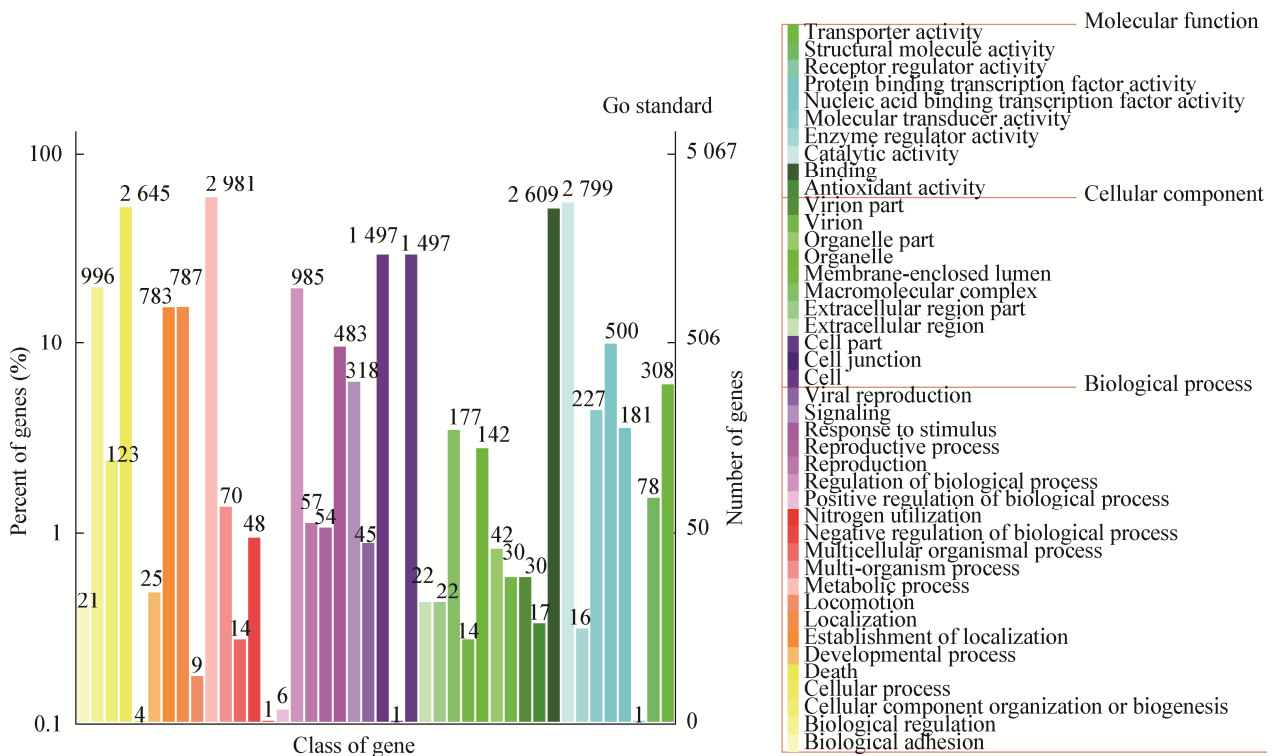 Go standard
Percent of genes (%)
100
10
1
0.1
21
996
123
2 645
4
25
783
787
9
2 981
70
14
48
1
6
985
57
54
483
318
45
1 497
1
1 497
22
22
177
14
142
42
30
30
17
2 609
2 799
16
227
500
181
1
78
308
5 067
506
50
0
Number of genes
Class of gene
Molecular function
Transporter activity
Structural molecule activity
Receptor regulator activity
Protein binding transcription factor activity
Nucleic acid binding transcription factor activity
Molecular transducer activity
Enzyme regulator activity
Catalytic activity
Binding
Antioxidant activity
Cellular component
Virion part
Virion
Organelle part
Organelle
Membrane-enclosed lumen
Macromolecular complex
Extracellular region part
Extracellular region
Cell part
Cell junction
Cell
Biological process
Viral reproduction
Signaling
Response to stimulus
Reproductive process
Reproduction
Regulation of biological process
Positive regulation of biological process
Nitrogen utilization
Negative regulation of biological process
Multicellular organismal process
Multi-organism process
Metabolic process
Locomotion
Localization
Establishment of localization
Developmental process
Death
Cellular process
Cellular component organization or biogenesis
Biological regulation
Biological adhesion